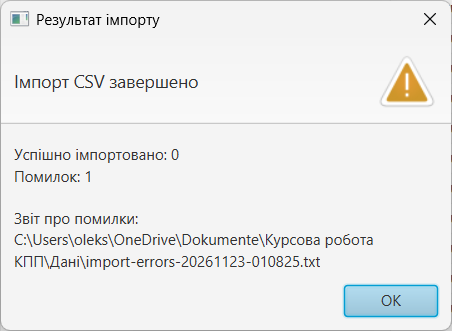 Результат імпорту
Імпорт CSV завершено
Успішно імпортовано: 0
Помилок: 1
Звіт про помилки:
C:\Users\oleks\OneDrive\Dokumente\Курсова робота
КПП\Дані\import-errors-20261123-010825.txt
OK